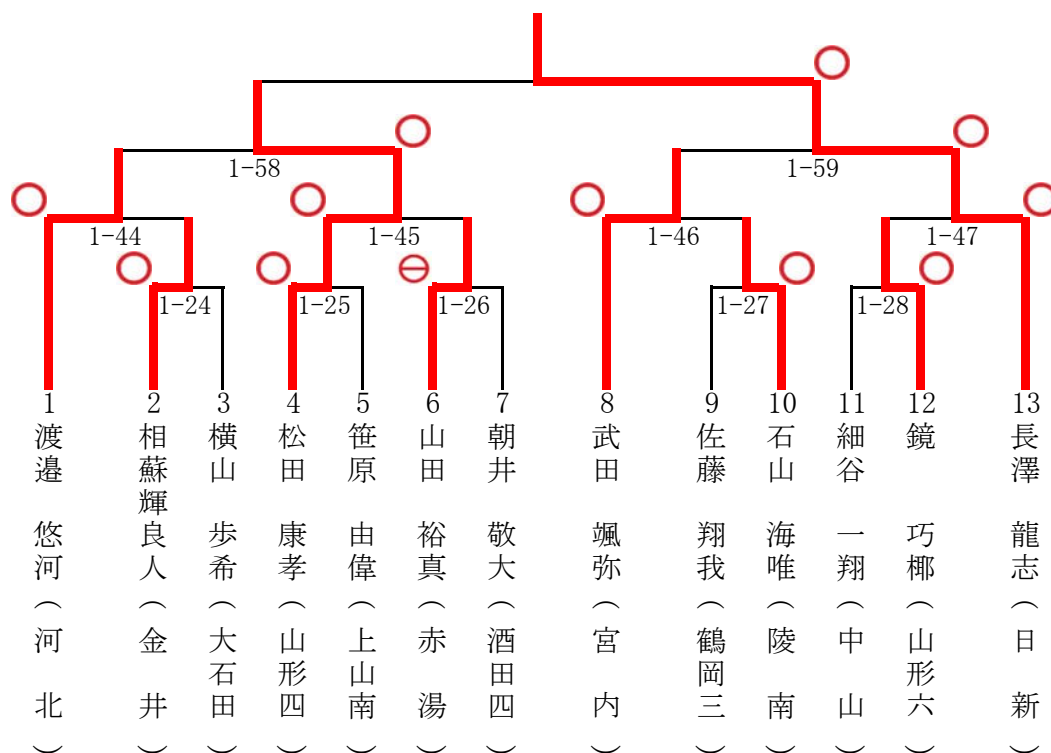 1-58
1-59
1-44
1-45
1-46
1-47
1-24
1-25
1-26
1-27
1-28
1 渡邉 悠河(河北)
2 相蘇輝良人(金井)
3 横山 歩希(大石田)
4 松田 康孝(山形四)
5 笹原 由偉(上山南)
6 山田 裕真(赤湯)
7 朝井 敬大(酒田四)
8 武田 颯弥(宮内)
9 佐藤 翔我(鶴岡三)
10 石山 海唯(陵南)
11 細谷 一翔(中山)
12 鏡 巧椰(山形六)
13 長澤 龍志(日新)